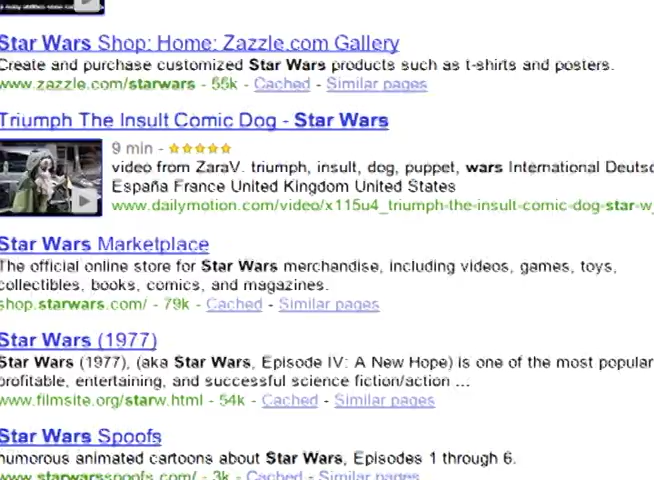 Star Wars Shop: Home: Zazzle.com Gallery
Create and purchase customized Star Wars products such as t-shirts and posters.
www.zazzle.com/starwars - 55k - Cached - Similar pages
Triumph The Insult Comic Dog - Star Wars
9 min -
video from ZaraV. triumph, insult, dog, puppet, wars International Deutsc
España France United Kingdom United States
www.dailymotion.com/video/x115u4_triumph-the-insult-comic-dog-star-w
Star Wars Marketplace
The official online store for Star Wars merchandise, including videos, games, toys,
collectibles, books, comics, and magazines.
shop.starwars.com/ - 79k - Cached - Similar pages
Star Wars (1977)
Star Wars (1977), (aka Star Wars, Episode IV: A New Hope) is one of the most popular
profitable, entertaining, and successful science fiction/action ...
www.filmsite.org/starw.html - 54k - Cached - Similar pages
Star Wars Spoofs
humorous animated cartoons about Star Wars, Episodes 1 through 6.
www.starwarsspoofs.com/ - 3k - Cached - Similar pages